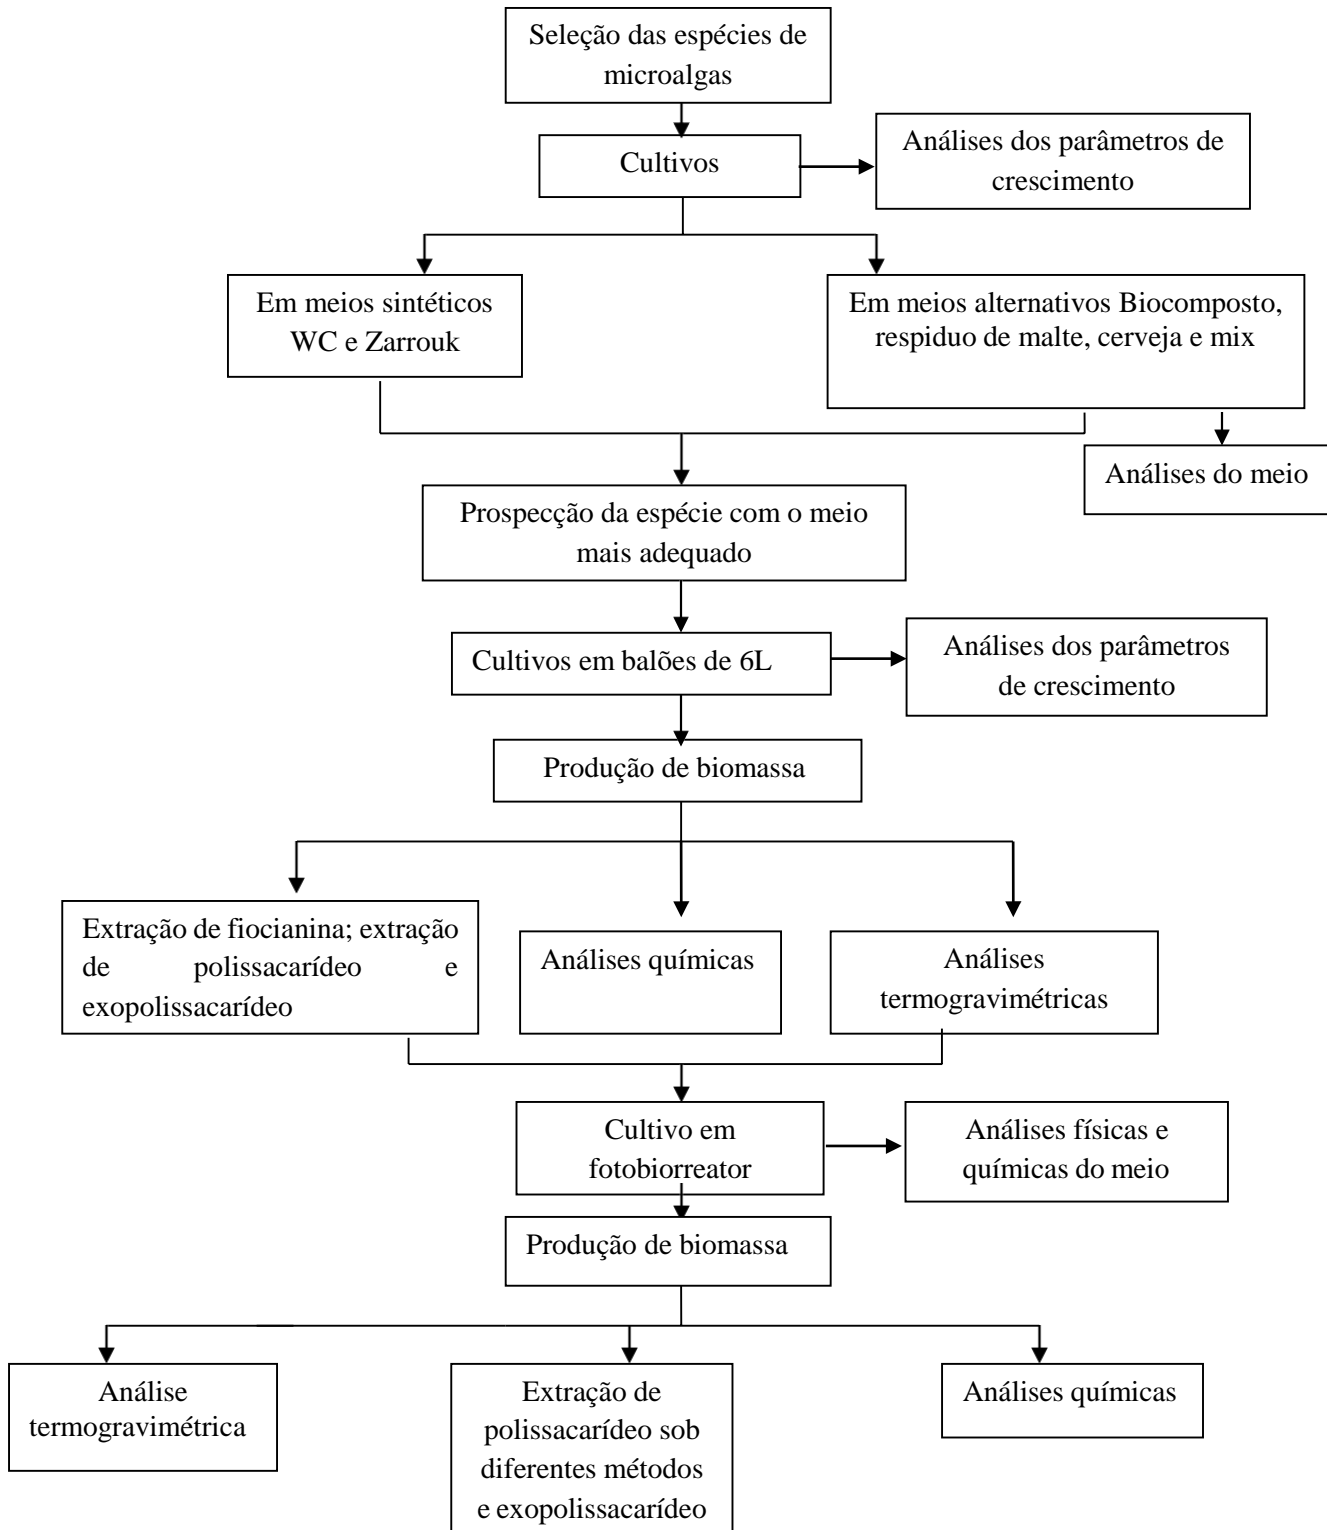 Seleção das espécies de
microalgas
Cultivos
Análises dos parâmetros de
crescimento
Em meios sintéticos
WC e Zarrouk
Em meios alternativos Biocomposto,
respiduo de malte, cerveja e mix
Análises do meio
Prospecção da espécie com o meio
mais adequado
Cultivos em balões de 6L
Análises dos parâmetros
de crescimento
Produção de biomassa
Extração de fiocianina; extração
de polissacarídeo e
exopolissacarídeo
Análises químicas
Análises
termogravimétricas
Cultivo em
fotobiorreator
Análises físicas e
químicas do meio
Produção de biomassa
Análise
termogravimétrica
Extração de
polissacarídeo sob
diferentes métodos
e exopolissacarídeo
Análises químicas